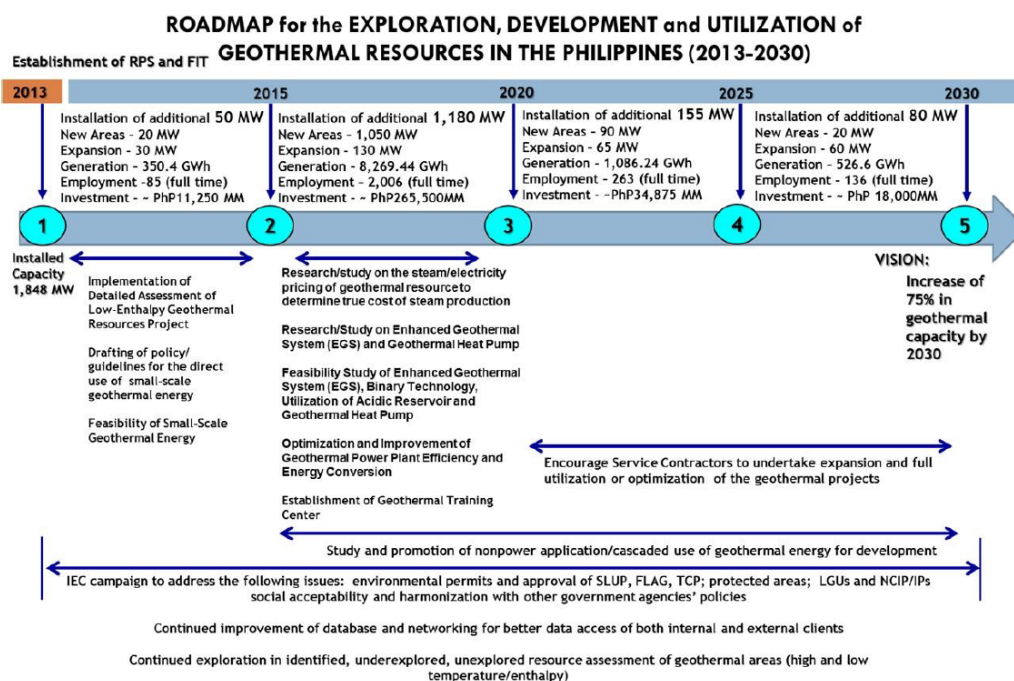 ROADMAP for the EXPLORATION, DEVELOPMENT and UTILIZATION of
GEOTHERMAL RESOURCES IN THE PHILIPPINES (2013-2030)
Establishment of RPS and FIT
2013
2015
2020
2025
2030
Installation of additional 50 MW
New Areas - 20 MW
Expansion - 30 MW
Generation - 350.4 GWh
Employment -85 (full time)
Investment - ~ PhP11,250 MM
Installation of additional 1,180 MW
New Areas - 1,050 MW
Expansion - 130 MW
Generation - 8,269.44 GWh
Employment - 2,006 (full time)
Investment - ~ PhP265,500MM
Installation of additional 155 MW
New Areas - 90 MW
Expansion - 65 MW
Generation - 1,086.24 GWh
Employment - 263 (full time)
Investment - ~PhP34,875 MM
Installation of additional 80 MW
New Areas - 20 MW
Expansion - 60 MW
Generation - 526.6 GWh
Employment - 136 (full time)
Investment - ~ PhP 18,000MM
1
2
3
4
5
Installed
Capacity
1,848 MW
Implementation of
Detailed Assessment of
Low-Enthalpy Geothermal
Resources Project
Drafting of policy/
guidelines for the direct
use of small-scale
geothermal energy
Feasibility of Small-Scale
Geothermal Energy
Research/study on the steam/electricity
pricing of geothermal resource to
determine true cost of steam production
Research/Study on Enhanced Geothermal
System (EGS) and Geothermal Heat Pump
Feasibility Study of Enhanced Geothermal
System (EGS), Binary Technology,
Utilization of Acidic Reservoir and
Geothermal Heat Pump
Optimization and Improvement of
Geothermal Power Plant Efficiency and
Energy Conversion
Establishment of Geothermal Training
Center
VISION:
Increase of
75% in
geothermal
capacity by
2030
Encourage Service Contractors to undertake expansion and full
utilization or optimization of the geothermal projects
Study and promotion of nonpower application/cascaded use of geothermal energy for development
IEC campaign to address the following issues: environmental permits and approval of SLUP, FLAG, TCP; protected areas; LGUs and NCIP/IPs
social acceptability and harmonization with other government agencies' policies
Continued improvement of database and networking for better data access of both internal and external clients
Continued exploration in identified, underexplored, unexplored resource assessment of geothermal areas (high and low
temperature/enthalpy)